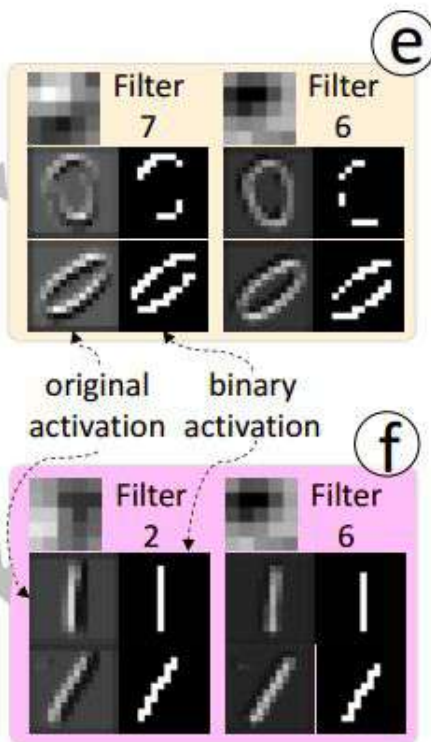 e
Filter Filter
7 6
original binary
activation activation
f
Filter Filter
2 6